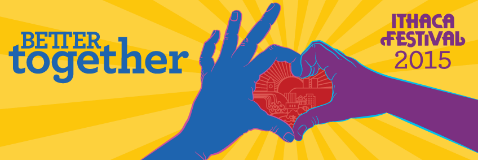 BETTER
together
ITHACA
FESTIVAL
2015